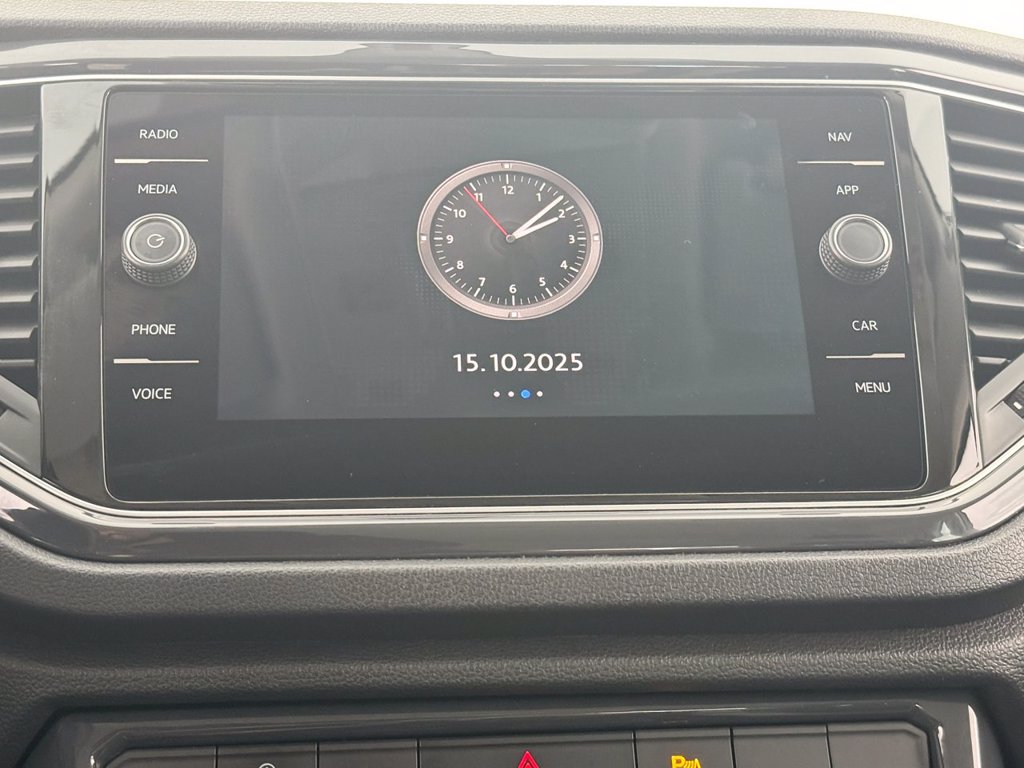 RADIO
MEDIA
PHONE
VOICE
12
1
2
3
4
5
6
7
8
9
10
11
15.10.2025
NAV
APP
CAR
MENU
P